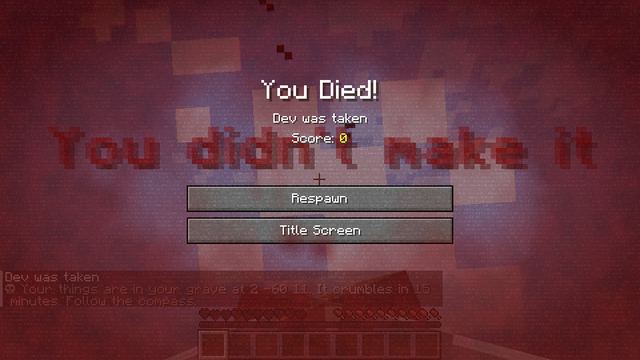 You Died!
Dev was taken
Score: 0
You didn't make it
Respawn
Title Screen
Dev was taken
☠ Your things are in your grave at 2 -60 11. It crumbles in 15
minutes. Follow the compass.